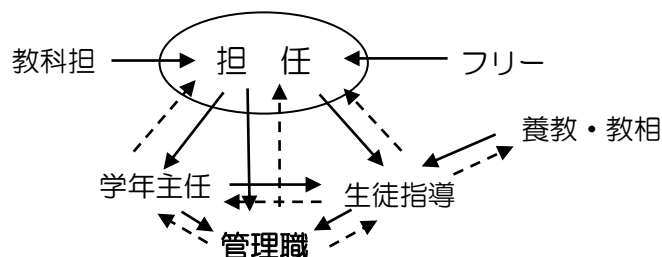 教科担
担 任
フリー
養教・教相
学年主任
生徒指導
管理職